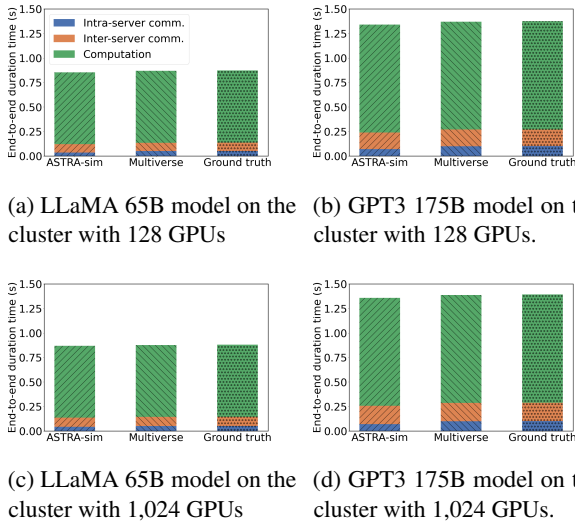 End-to-end duration time (s)
1.50
1.25
1.00
0.75
0.50
0.25
0.00
Intra-server comm.
Inter-server comm.
Computation
ASTRA-sim Multiverse Ground truth
(a) LLaMA 65B model on the
cluster with 128 GPUs
End-to-end duration time (s)
1.50
1.25
1.00
0.75
0.50
0.25
0.00
ASTRA-sim Multiverse Ground truth
(b) GPT3 175B model on t
cluster with 128 GPUs.
End-to-end duration time (s)
1.50
1.25
1.00
0.75
0.50
0.25
0.00
ASTRA-sim Multiverse Ground truth
(c) LLaMA 65B model on the
cluster with 1,024 GPUs
End-to-end duration time (s)
1.50
1.25
1.00
0.75
0.50
0.25
0.00
ASTRA-sim Multiverse Ground truth
(d) GPT3 175B model on t
cluster with 1,024 GPUs.